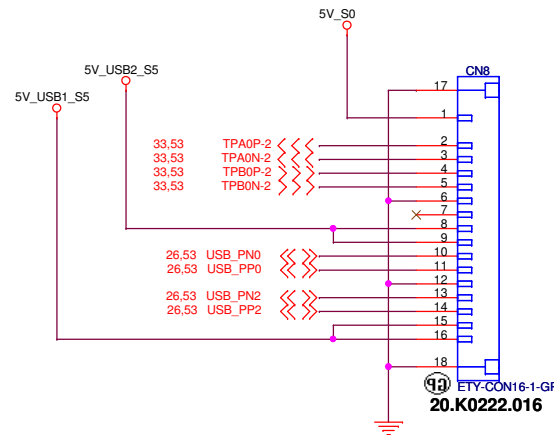 5V_S0
5V_USB2_S5
5V_USB1_S5
CN8
17
1
33,53 TPA0P-2 2
33,53 TPA0N-2 3
33,53 TPB0P-2 4
33,53 TPB0N-2 5
6
7
8
9
26,53 USB_PN0 10
26,53 USB_PP0 11
12
26,53 USB_PN2 13
26,53 USB_PP2 14
15
16
18
GP
ETY-CON16-1-GP
20.K0222.016